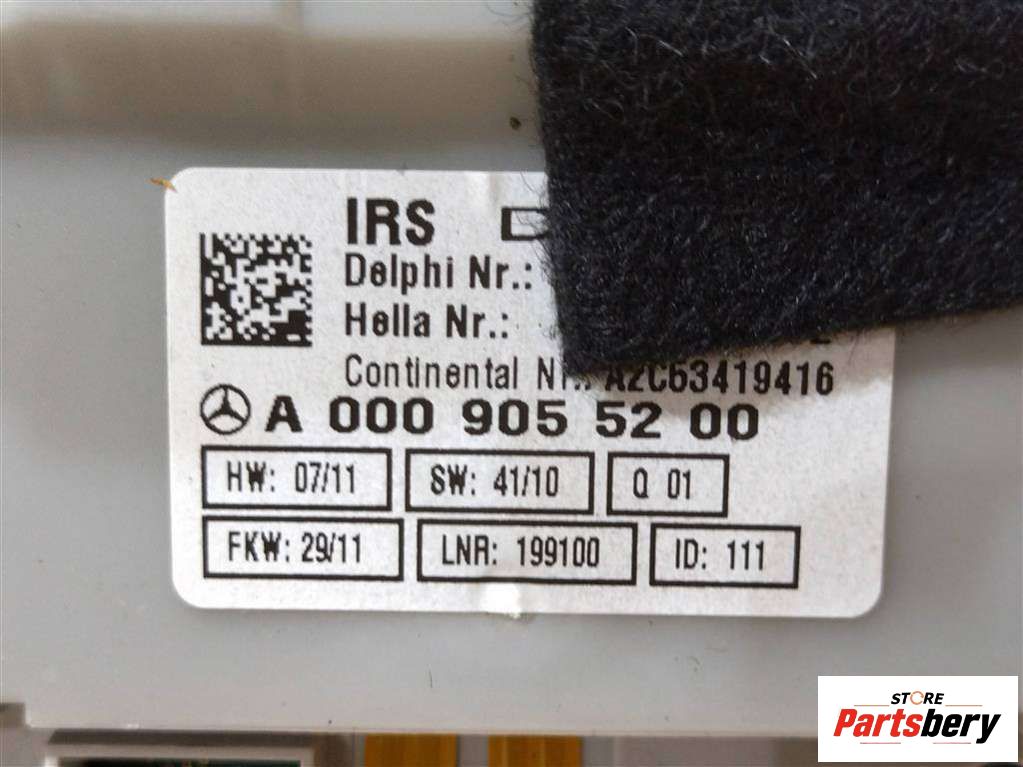 IRS
Delphi Nr.:
Hella Nr.:
Continental Nr.: A2C53419416
A 000 905 52 00
HW: 07/11 SW: 41/10 Q 01
FKW: 29/11 LNR: 199100 ID: 111
STORE
Partsbery